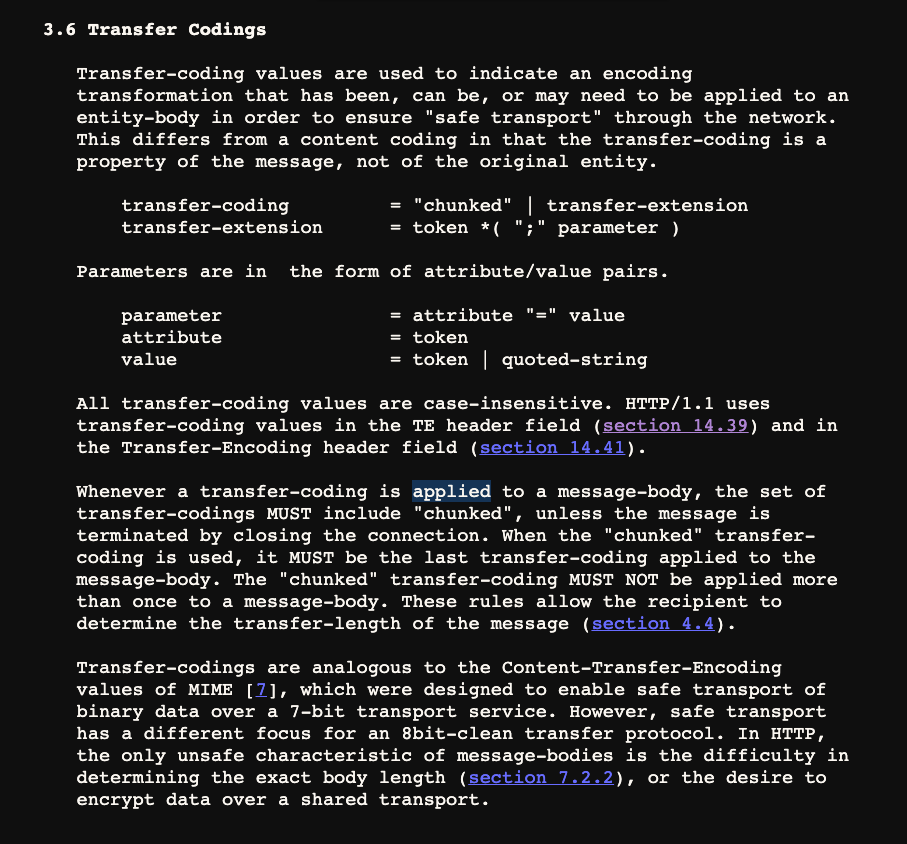 3.6 Transfer Codings
Transfer-coding values are used to indicate an encoding
transformation that has been, can be, or may need to be applied to an
entity-body in order to ensure "safe transport" through the network.
This differs from a content coding in that the transfer-coding is a
property of the message, not of the original entity.
transfer-coding = "chunked" | transfer-extension
transfer-extension = token *( ";" parameter )
Parameters are in  the form of attribute/value pairs.
parameter = attribute "=" value
attribute = token
value = token | quoted-string
All transfer-coding values are case-insensitive. HTTP/1.1 uses
transfer-coding values in the TE header field (section 14.39) and in
the Transfer-Encoding header field (section 14.41).
Whenever a transfer-coding is applied to a message-body, the set of
transfer-codings MUST include "chunked", unless the message is
terminated by closing the connection. When the "chunked" transfer-
coding is used, it MUST be the last transfer-coding applied to the
message-body. The "chunked" transfer-coding MUST NOT be applied more
than once to a message-body. These rules allow the recipient to
determine the transfer-length of the message (section 4.4).
Transfer-codings are analogous to the Content-Transfer-Encoding
values of MIME [7], which were designed to enable safe transport of
binary data over a 7-bit transport service. However, safe transport
has a different focus for an 8bit-clean transfer protocol. In HTTP,
the only unsafe characteristic of message-bodies is the difficulty in
determining the exact body length (section 7.2.2), or the desire to
encrypt data over a shared transport.